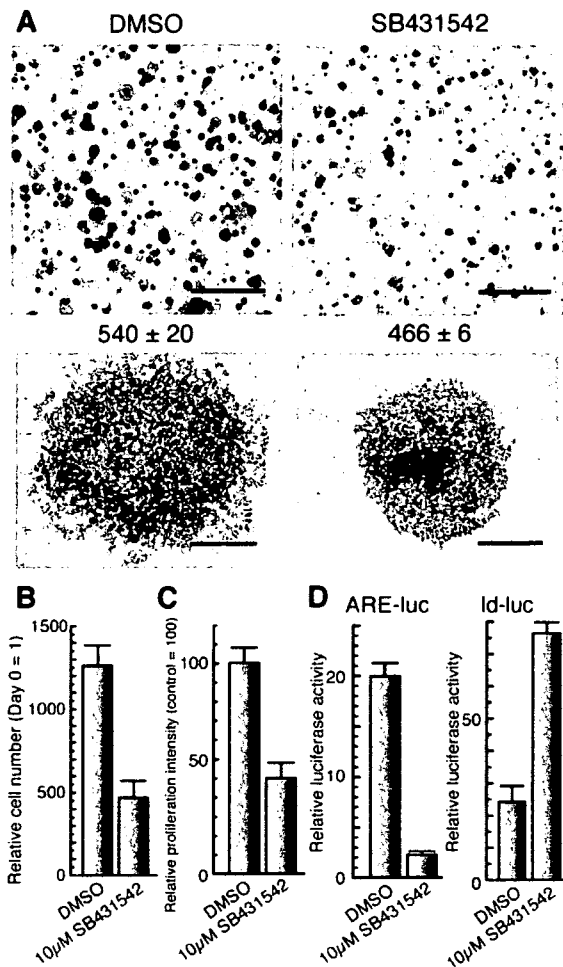 A
DMSO
SB431542
540 ± 20
466 ± 6
B
Relative cell number (Day 0 = 1)
1500
1000
500
0
DMSO
10µM SB431542
C
Relative proliferation intensity (control = 100)
100
50
0
DMSO
10µM SB431542
D
ARE-luc
Relative luciferase activity
20
10
0
DMSO
10µM SB431542
Id-luc
Relative luciferase activity
50
0
DMSO
10µM SB431542